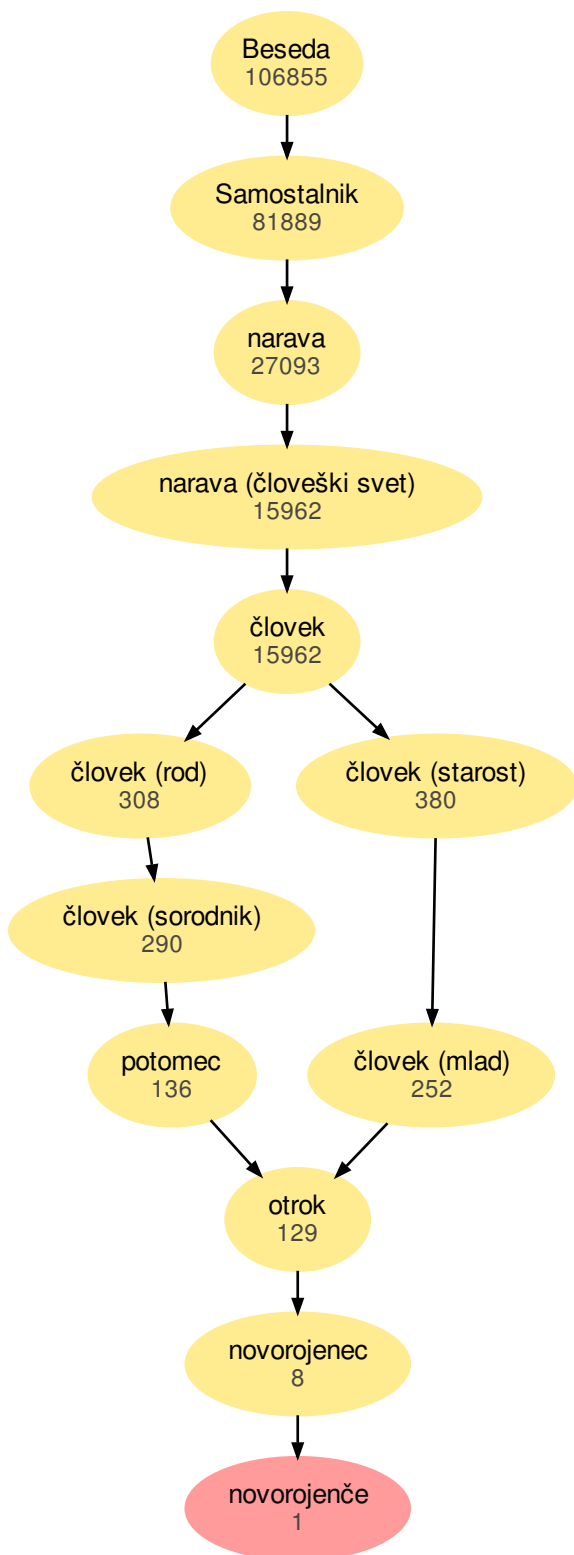 Beseda
106855
Samostalnik
81889
narava
27093
narava (človeški svet)
15962
človek
15962
človek (rod)
308
človek (starost)
380
človek (sorodnik)
290
potomec
136
človek (mlad)
252
otrok
129
novorojenec
8
novorojenče
1